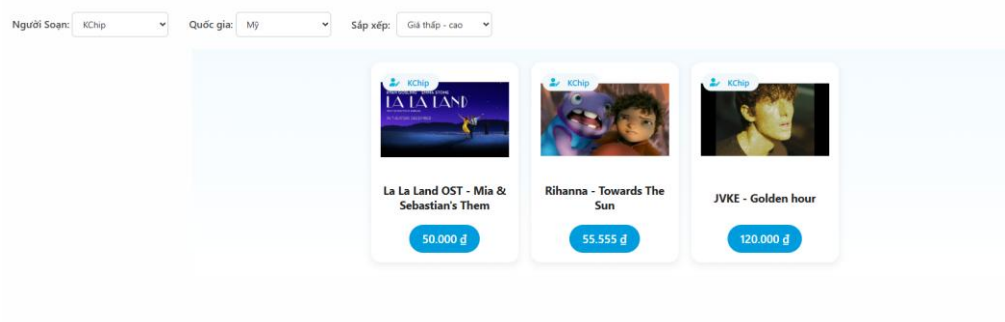 Người Soạn: KChip Quốc gia: Mỹ Sắp xếp: Giá thấp - cao
KChip
LA LA LAND
La La Land OST - Mia &
Sebastian's Them
50.000 ₫
KChip
Rihanna - Towards The
Sun
55.555 ₫
KChip
JVKE - Golden hour
120.000 ₫